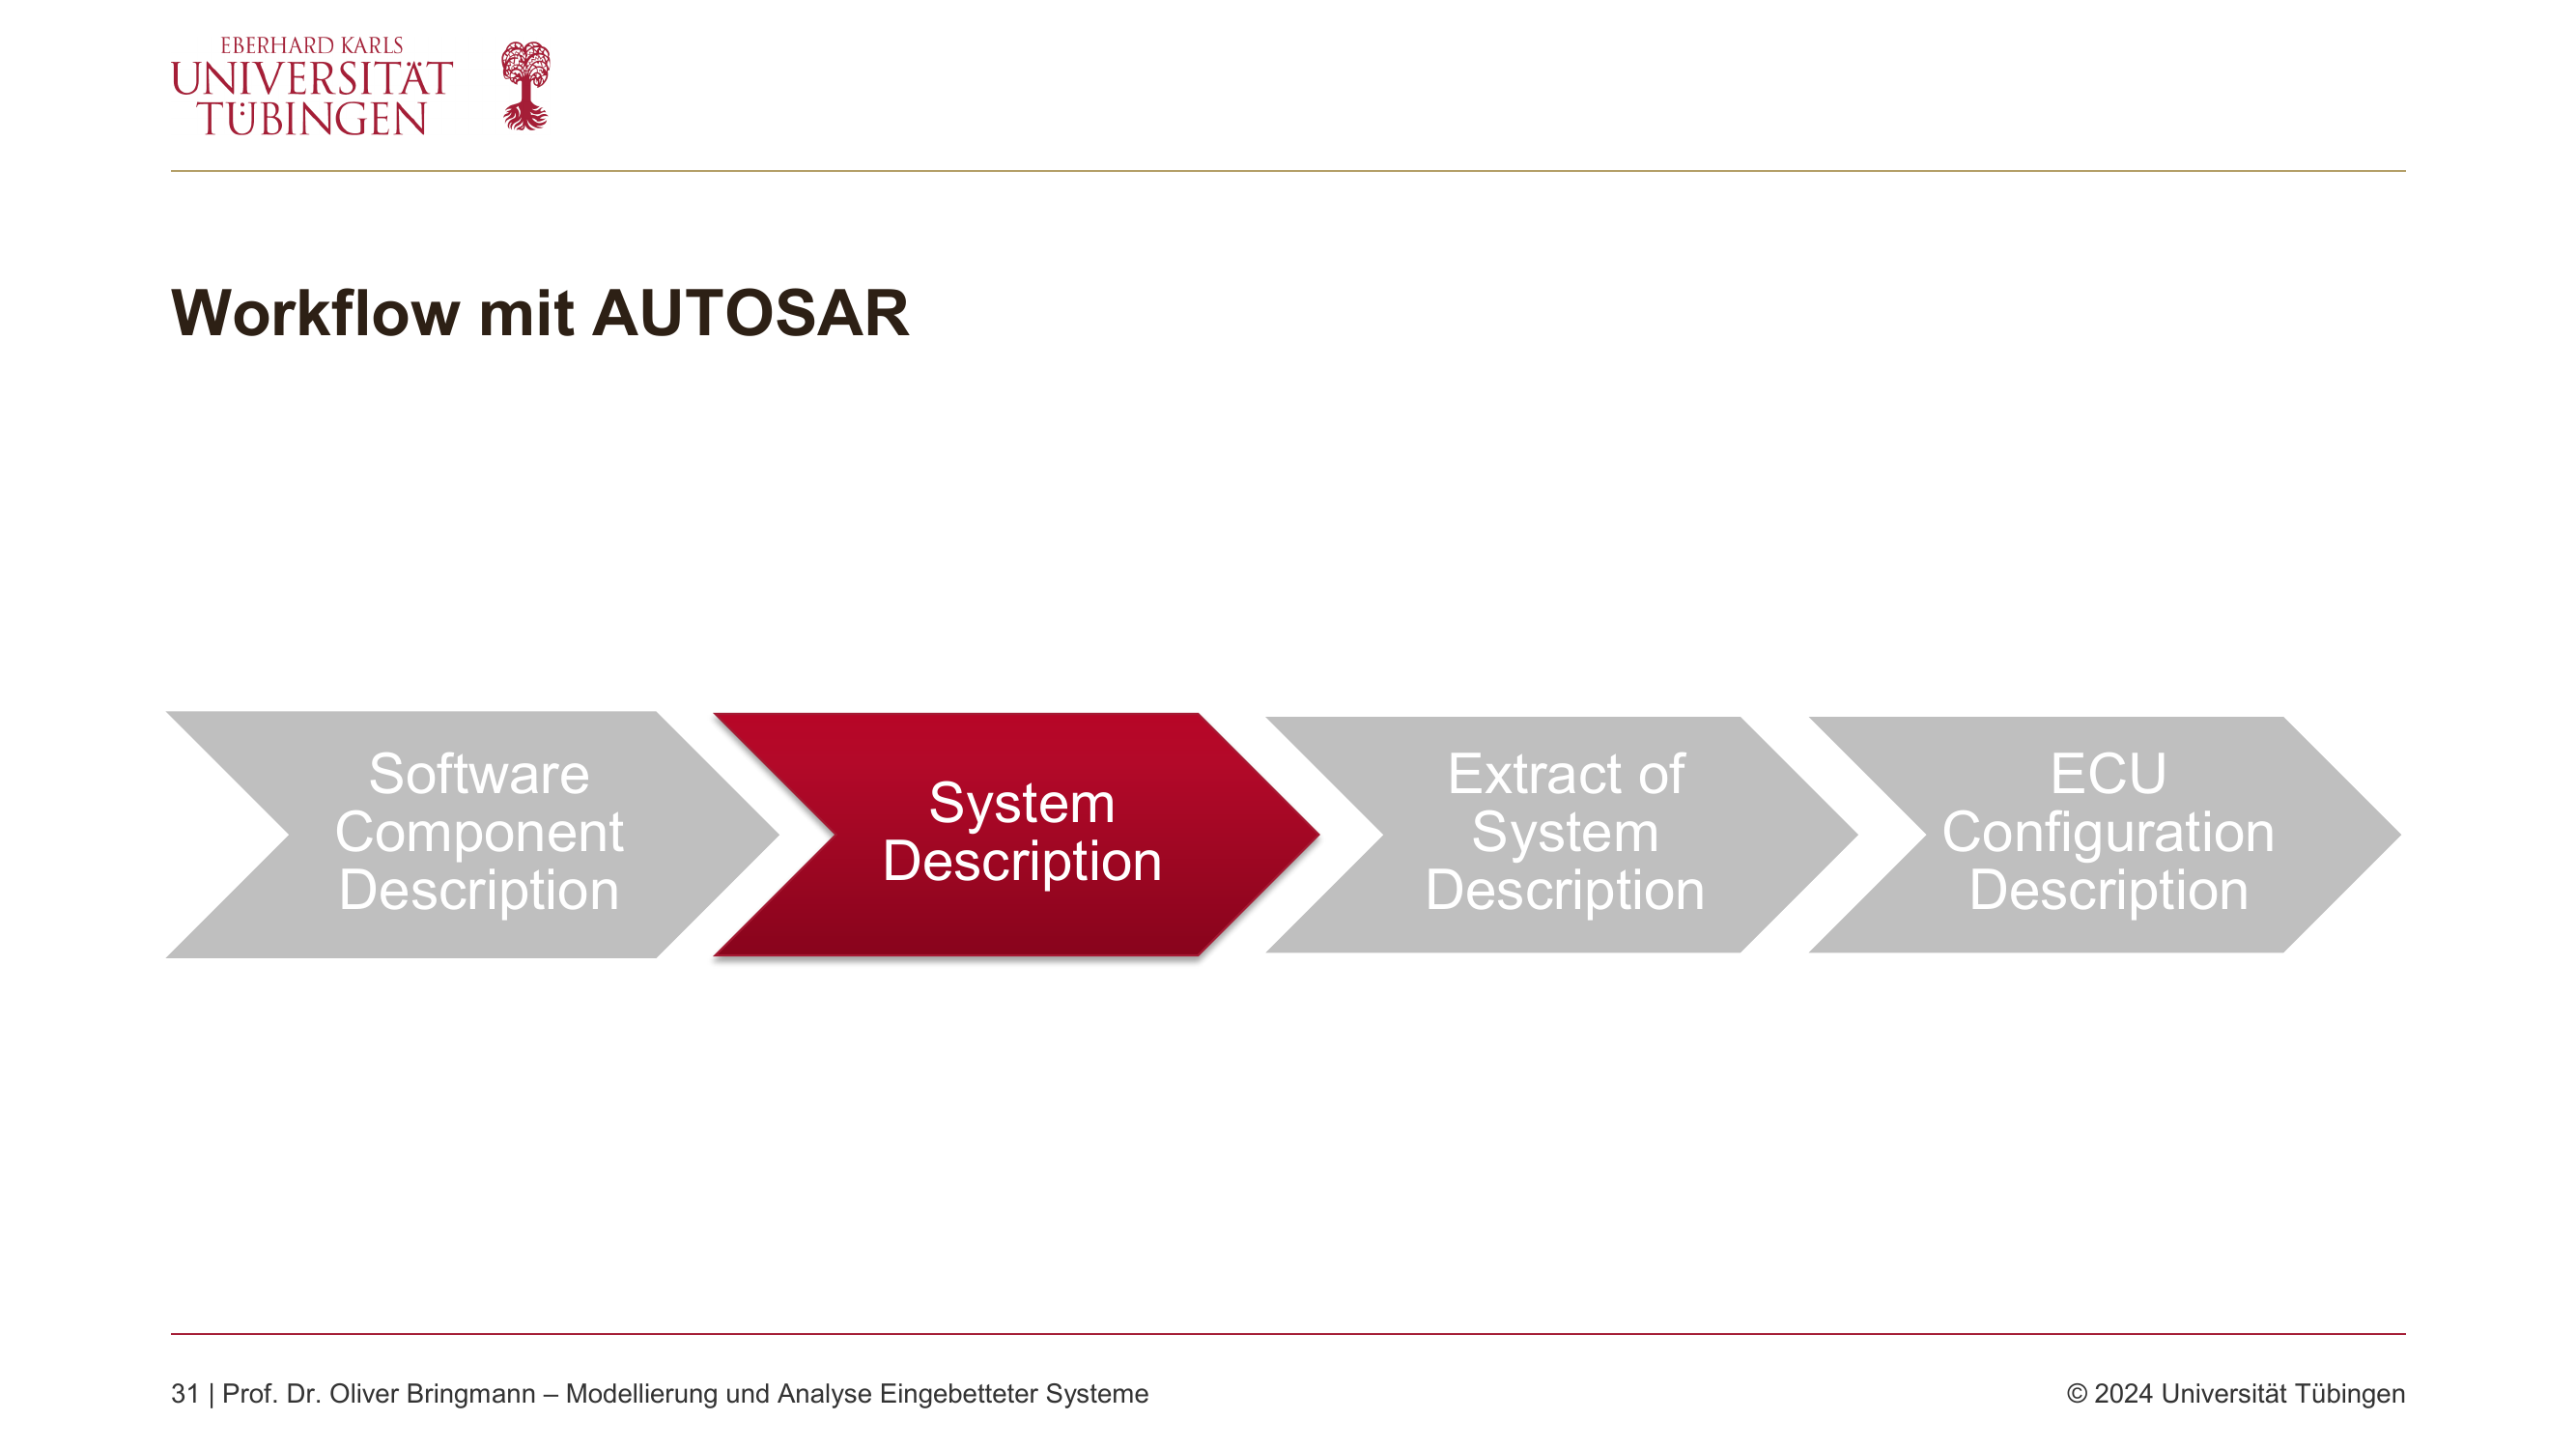 EBERHARD KARLS
UNIVERSITÄT
TÜBINGEN
Workflow mit AUTOSAR
Software
Component
Description
System
Description
Extract of
System
Description
ECU
Configuration
Description
31 | Prof. Dr. Oliver Bringmann – Modellierung und Analyse Eingebetteter Systeme
© 2024 Universität Tübingen